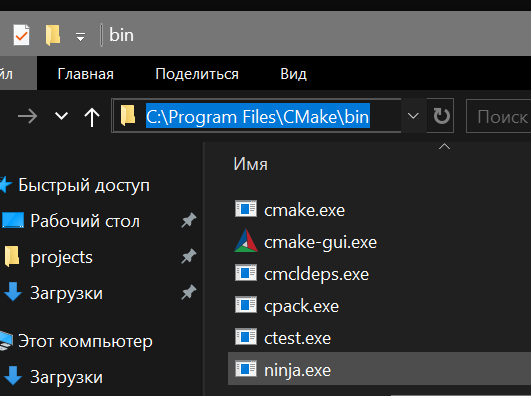 bin
йл Главная Поделиться Вид
C:\Program Files\CMake\bin Поиск
Имя
Быстрый доступ
Рабочий стол
projects
Загрузки
Этот компьютер
Загрузки
cmake.exe
cmake-gui.exe
cmcldeps.exe
cpack.exe
ctest.exe
ninja.exe